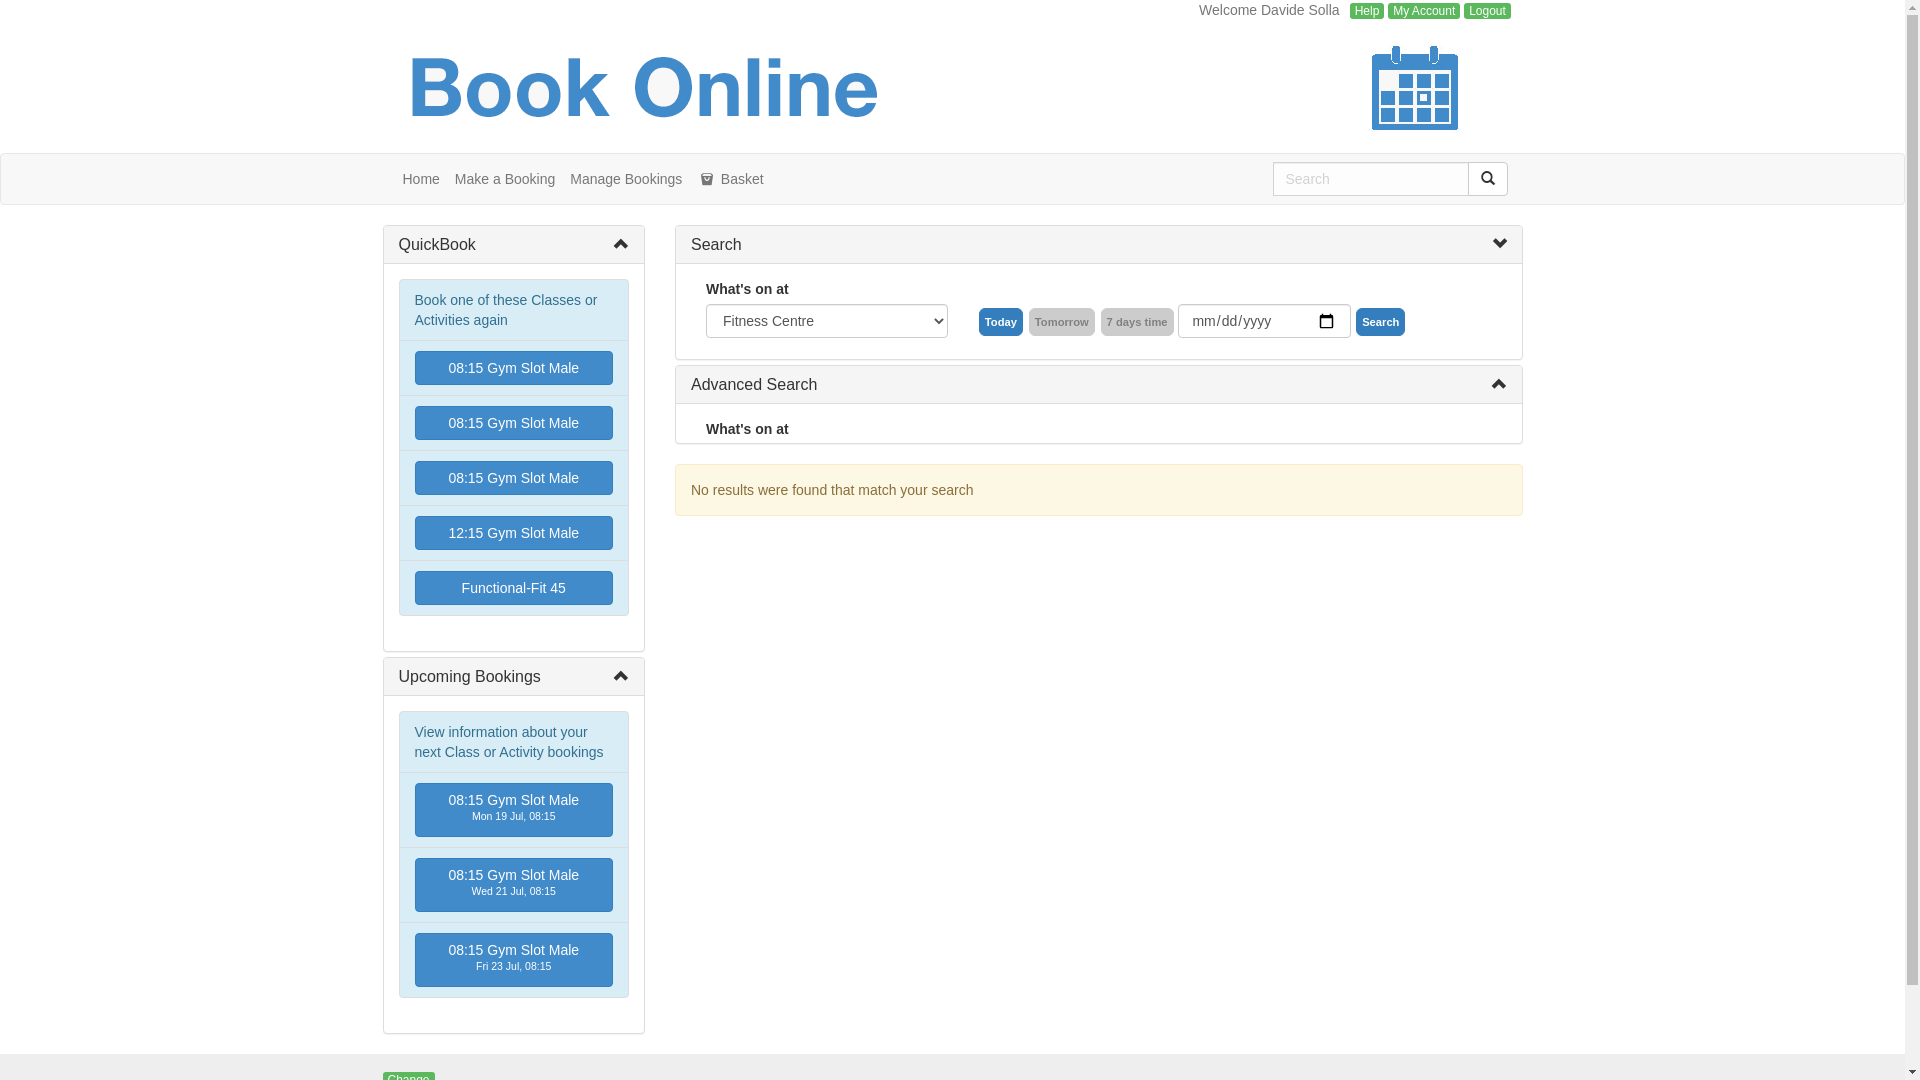 Welcome Davide Solla Help My Account Logout
Book Online
Home Make a Booking Manage Bookings Basket Search
QuickBook
Book one of these Classes or
Activities again
08:15 Gym Slot Male
08:15 Gym Slot Male
08:15 Gym Slot Male
12:15 Gym Slot Male
Functional-Fit 45
Upcoming Bookings
View information about your
next Class or Activity bookings
08:15 Gym Slot Male
Mon 19 Jul, 08:15
08:15 Gym Slot Male
Wed 21 Jul, 08:15
08:15 Gym Slot Male
Fri 23 Jul, 08:15
Search
What's on at
Fitness Centre Today Tomorrow 7 days time mm/dd/yyyy Search
Advanced Search
What's on at
No results were found that match your search
Change